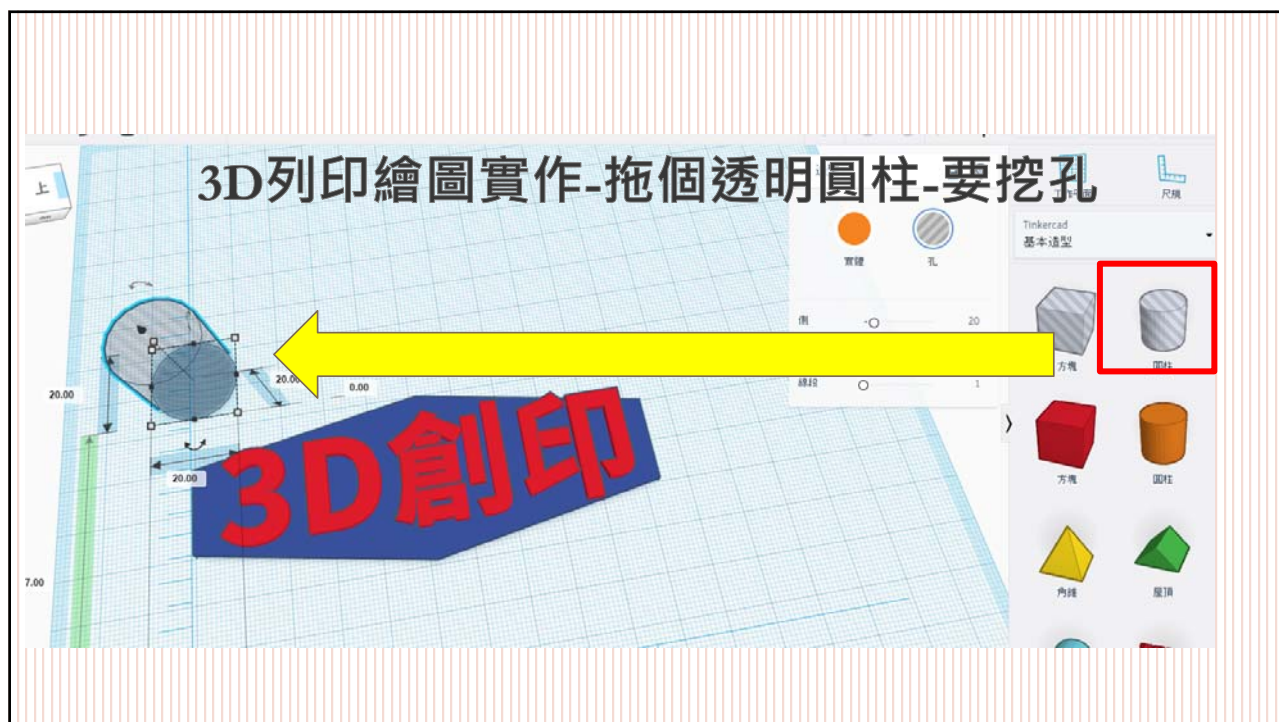 3D列印繪圖實作-拖個透明圓柱-要挖孔
上
尺規
Tinkercad
基本造型
實體
孔
側
20
線段
1
方塊
圓柱
20.00
20.00
0.00
20.00
7.00
3D創印
方塊
圓柱
角錐
屋頂